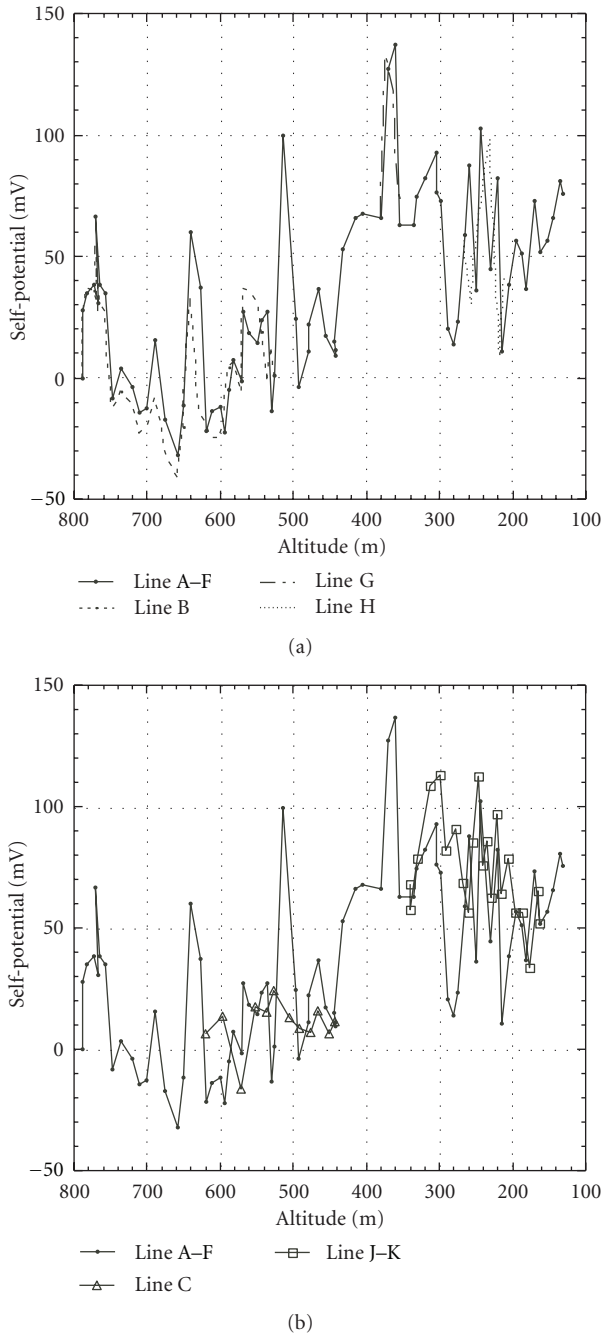 150
100
50
0
−50
Self-potential (mV)
800 700 600 500 400 300 200 100
Altitude (m)
Line A–F Line G
Line B Line H
(a)
150
100
50
0
−50
Self-potential (mV)
800 700 600 500 400 300 200 100
Altitude (m)
Line A–F Line J–K
Line C
(b)